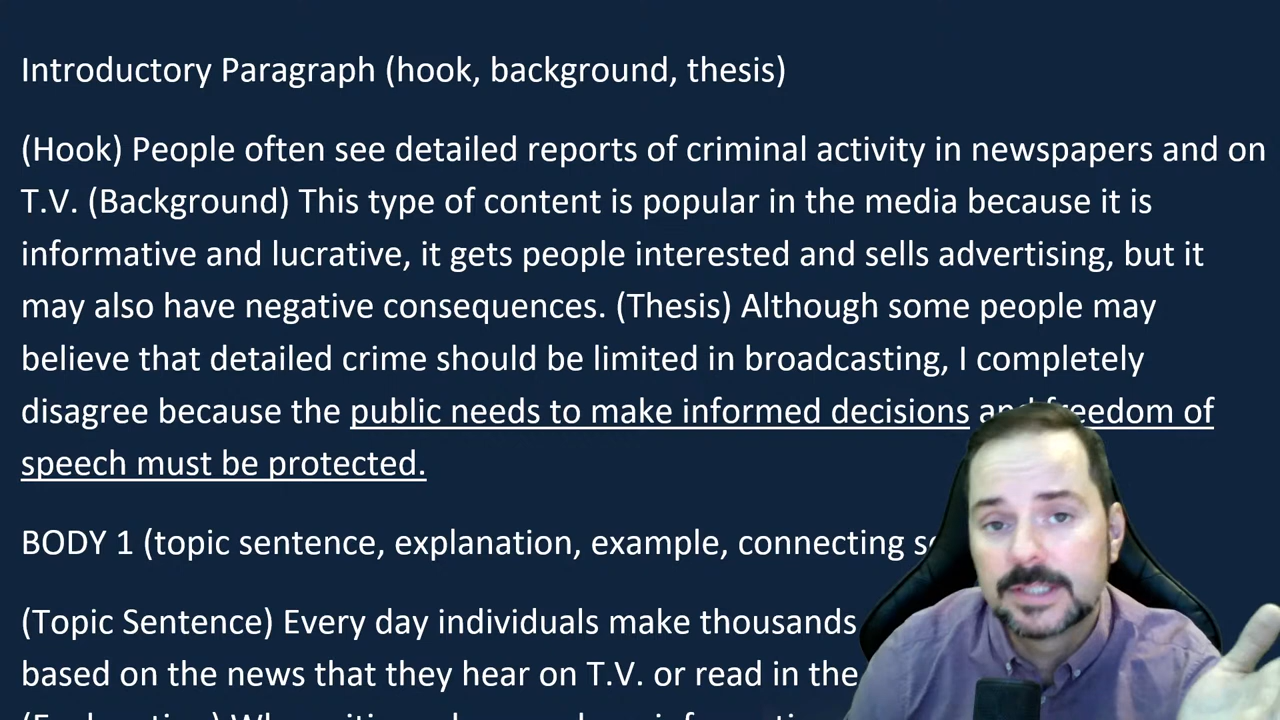 Introductory Paragraph (hook, background, thesis)
(Hook) People often see detailed reports of criminal activity in newspapers and on
T.V. (Background) This type of content is popular in the media because it is
informative and lucrative, it gets people interested and sells advertising, but it
may also have negative consequences. (Thesis) Although some people may
believe that detailed crime should be limited in broadcasting, I completely
disagree because the public needs to make informed decisions and freedom of
speech must be protected.
BODY 1 (topic sentence, explanation, example, connecting
(Topic Sentence) Every day individuals make thousands
based on the news that they hear on T.V. or read in the